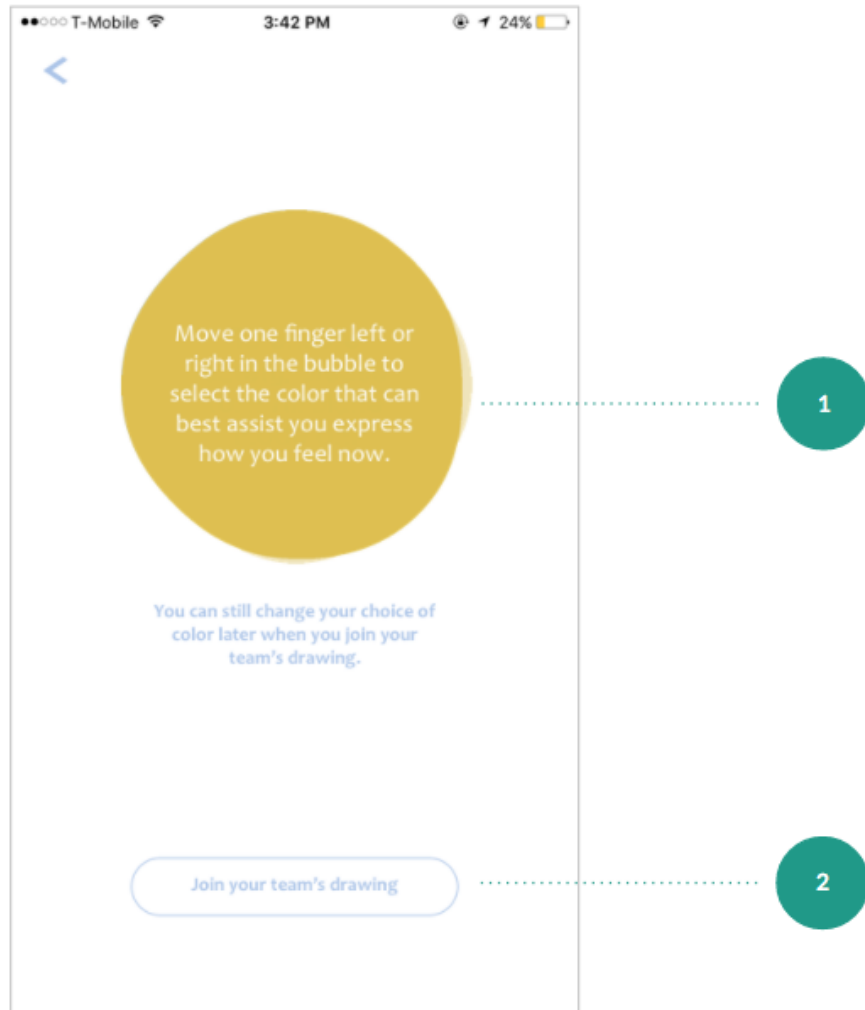 T-Mobile 3:42 PM 24%
<
Move one finger left or
right in the bubble to
select the color that can
best assist you express
how you feel now.
1
You can still change your choice of
color later when you join your
team's drawing.
Join your team's drawing
2